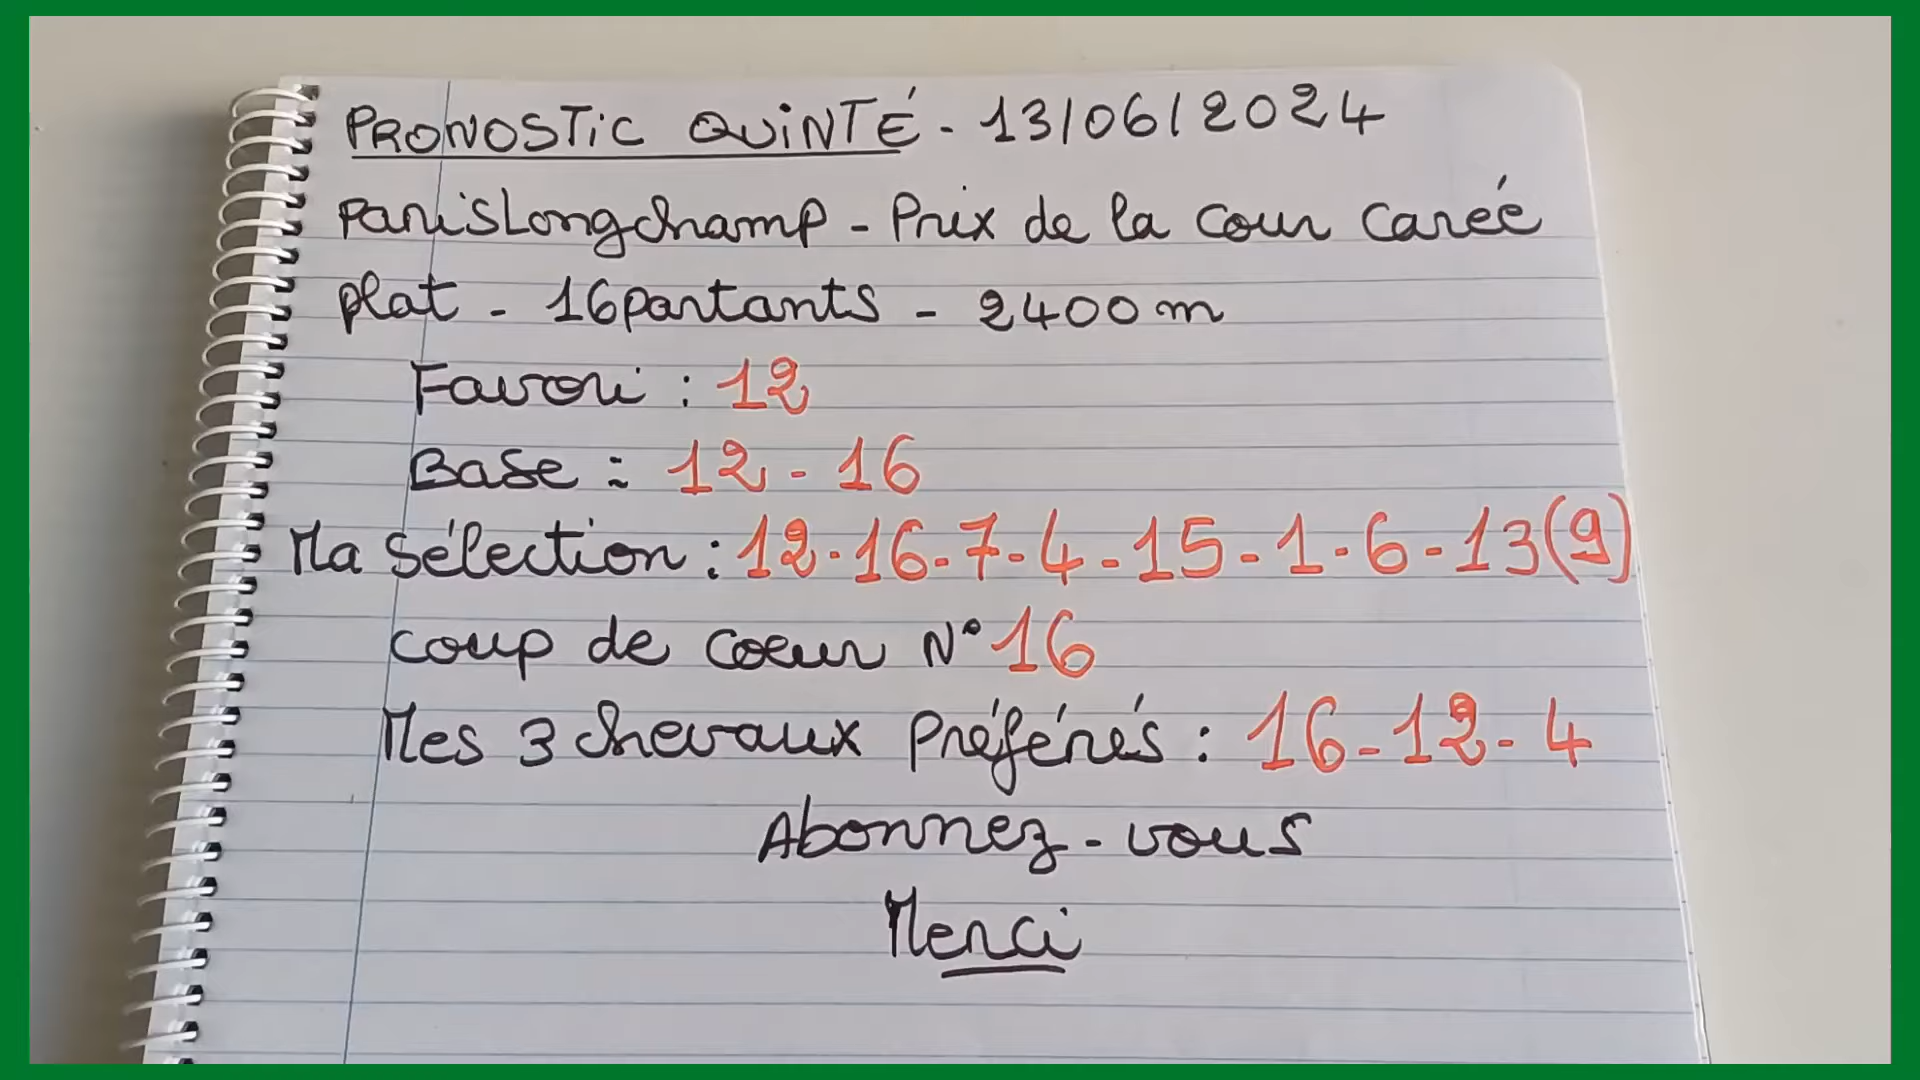 PRONOSTIC QUINTÉ - 13/06/2024
ParisLongchamp - Prix de la cour Carée
plat - 16 partants - 2400 m
Favori : 12
Base : 12 - 16
Ma Sélection : 12 - 16 - 7 - 4 - 15 - 1 - 6 - 13 (9)
coup de coeur N° 16
Mes 3 chevaux Préférés : 16 - 12 - 4
Abonnez-vous
Merci